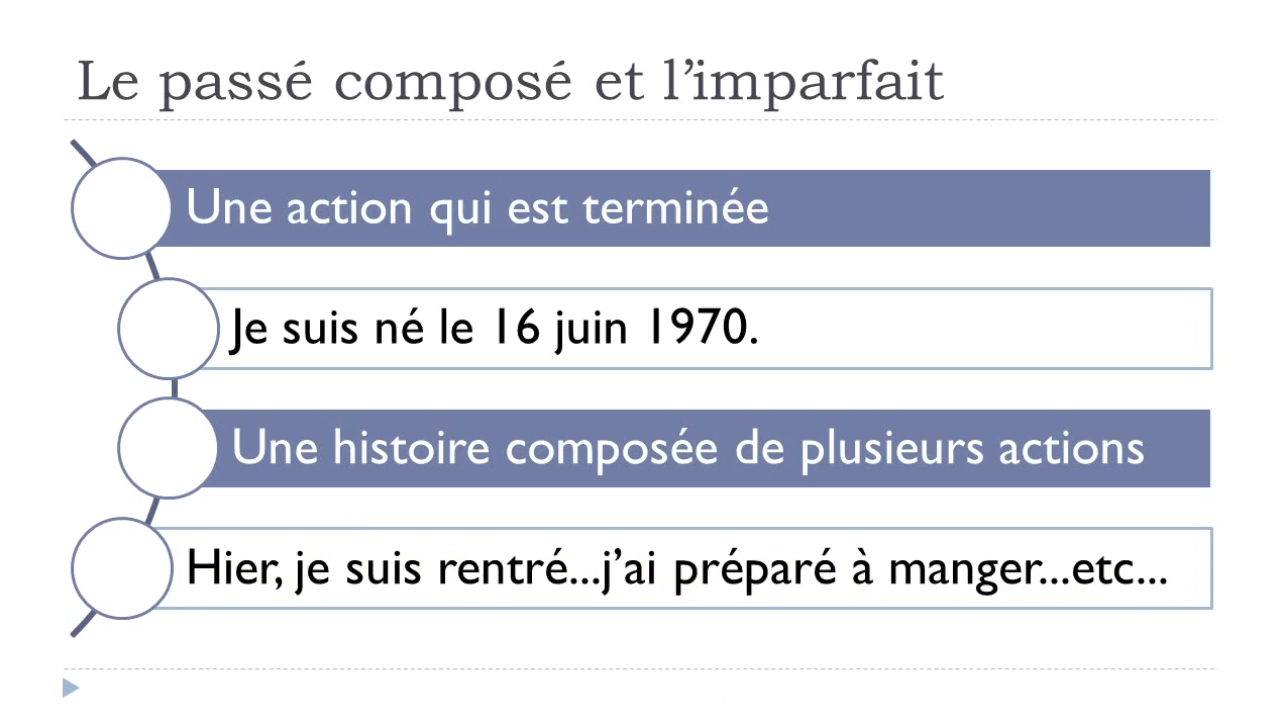 Le passé composé et l’imparfait
Une action qui est terminée
Je suis né le 16 juin 1970.
Une histoire composée de plusieurs actions
Hier, je suis rentré...j’ai préparé à manger...etc...